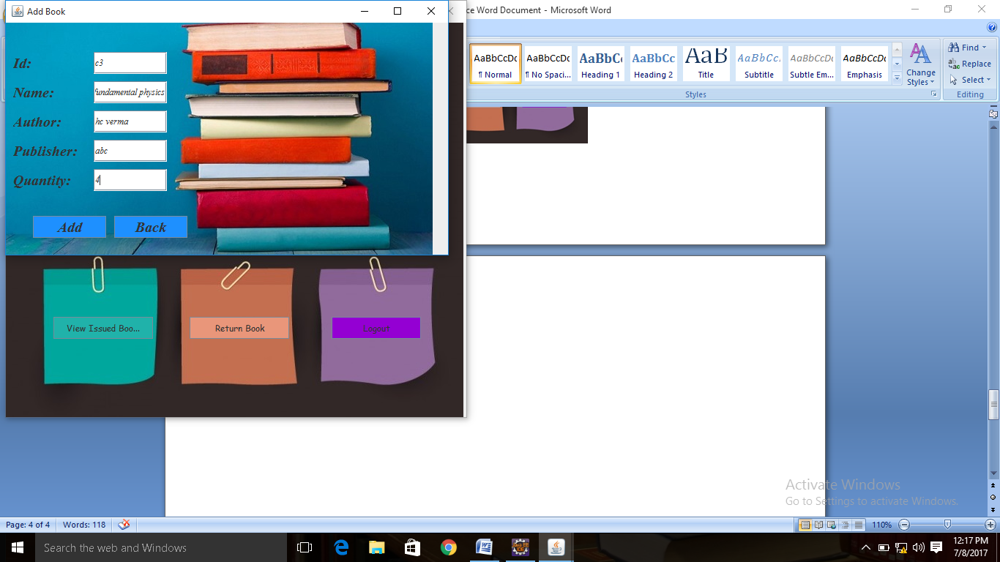 Add Book
ce Word Document - Microsoft Word
Id:
c3
Name:
fundamental physics
Author:
hc verma
Publisher:
abc
Quantity:
4
Add
Back
View Issued Boo...
Return Book
Logout
AaBbCcDc
¶ Normal
AaBbCcDc
¶ No Spaci...
AaBbCc
Heading 1
AaBbCc
Heading 2
AaB
Title
AaBbCc.
Subtitle
AaBbCcDc
Subtle Em...
AaBbCcDc
Emphasis
Change
Styles
Styles
Find
Replace
Select
Editing
Activate Windows
Go to Settings to activate Windows.
Page: 4 of 4
Words: 118
110%
Search the web and Windows
12:17 PM
7/8/2017